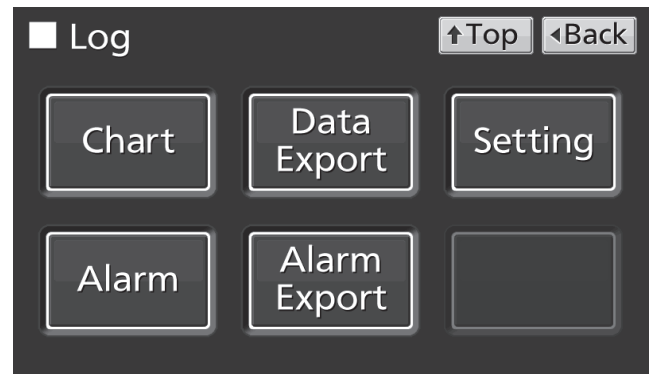 Log
Top
Back
Chart
Data
Export
Setting
Alarm
Alarm
Export